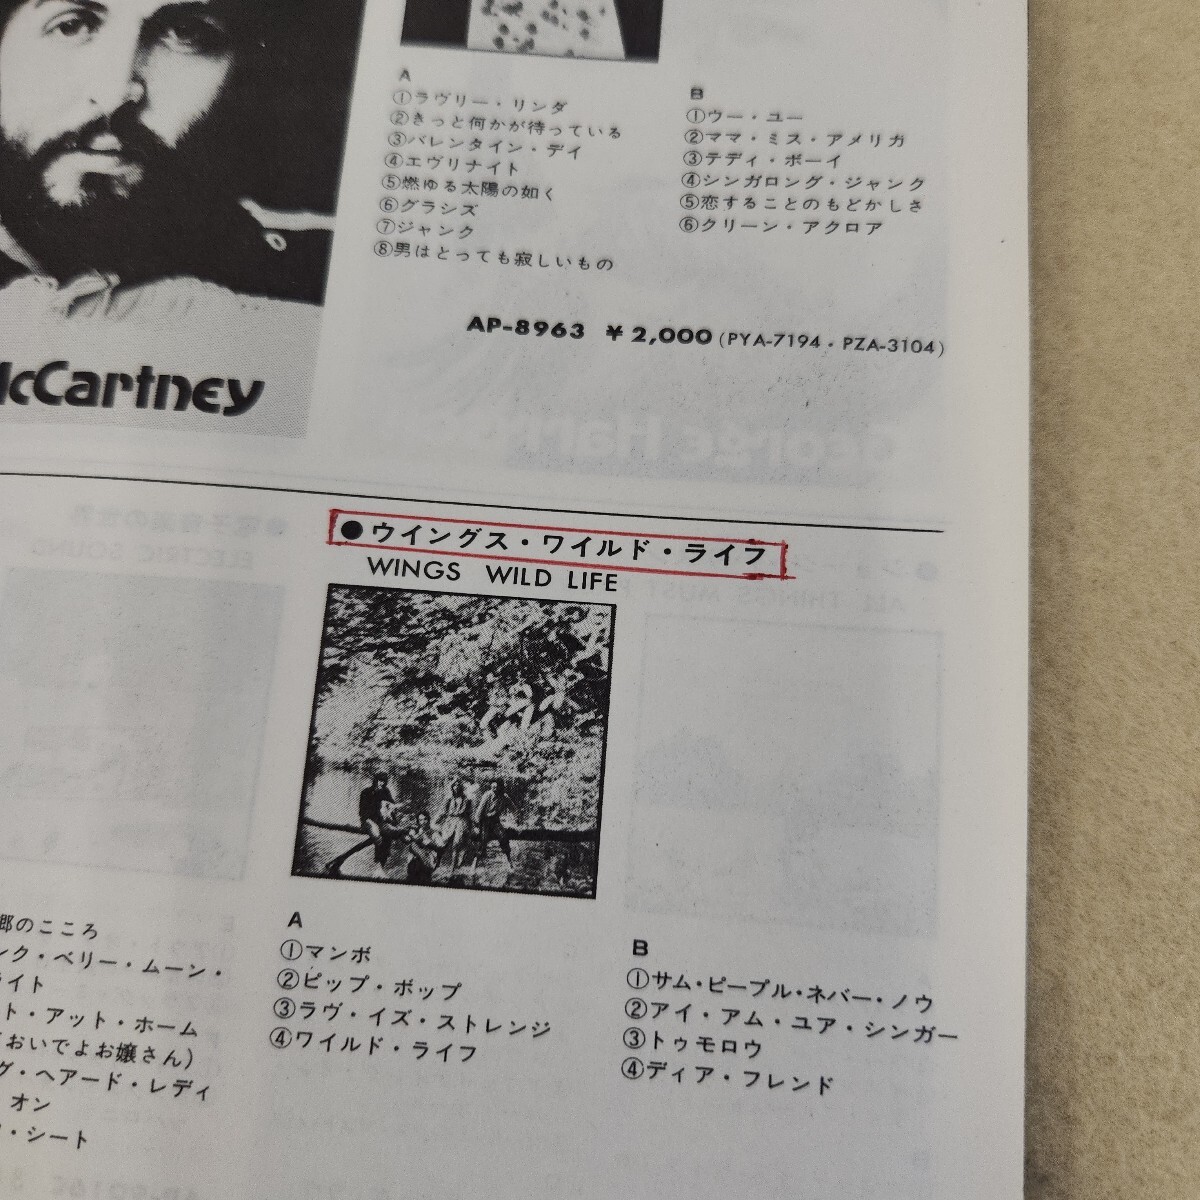 McCartney
A
①ラヴリー・リンダ
②きっと何かが待っている
③バレンタイン・デイ
④エヴリナイト
⑤燃ゆる太陽の如く
⑥グラシズ
⑦ジャンク
⑧男はとっても寂しいもの
B
①ウー・ユー
②ママ・ミス・アメリカ
③テディ・ボーイ
④シンガロング・ジャンク
⑤恋することのもどかしさ
⑥クリーン・アクロア
AP-8963 ¥2,000(PYA-7194・PZA-3104)
●ウイングス・ワイルド・ライフ
WINGS WILD LIFE
A
①マンボ
②ビップ・ボップ
③ラヴ・イズ・ストレンジ
④ワイルド・ライフ
B
①サム・ピープル・ネバー・ノウ
②アイ・アム・ユア・シンガー
③トゥモロウ
④ディア・フレンド
郷のこころ
ンク・ベリー・ムーン・
ライト
ト・アット・ホーム
おいでよお嬢さん)
グ・ヘアード・レディ
オン
・シート